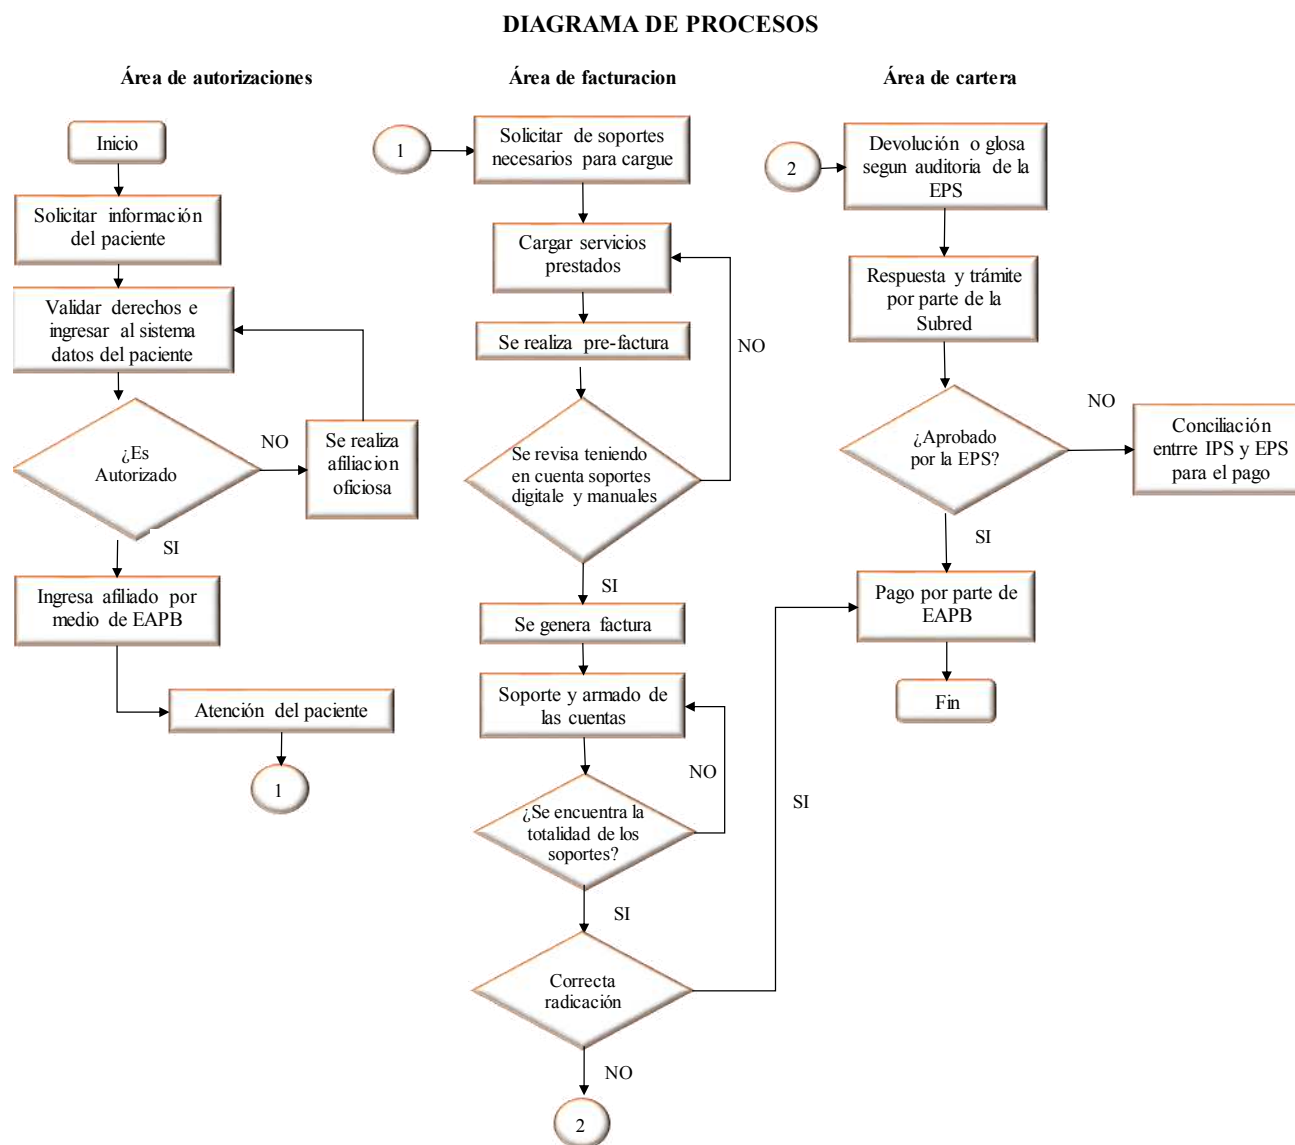 DIAGRAMA DE PROCESOS
Área de autorizaciones
Inicio
Solicitar información
del paciente
Validar derechos e
ingresar al sistema
datos del paciente
¿Es
Autorizado
NO
Se realiza
afiliacion
oficiosa
SI
Ingresa afiliado por
medio de EAPB
Atención del paciente
1
Área de facturacion
1
Solicitar de soportes
necesarios para cargue
Cargar servicios
prestados
Se realiza pre-factura
NO
Se revisa teniendo
en cuenta soportes
digitale y manuales
SI
Se genera factura
Soporte y armado de
las cuentas
NO
¿Se encuentra la
totalidad de los
soportes?
SI
Correcta
radicación
SI
NO
2
Área de cartera
2
Devolución o glosa
segun auditoria de la
EPS
Respuesta y trámite
por parte de la
Subred
¿Aprobado
por la EPS?
NO
Conciliación
entrre IPS y EPS
para el pago
SI
Pago por parte de
EAPB
Fin